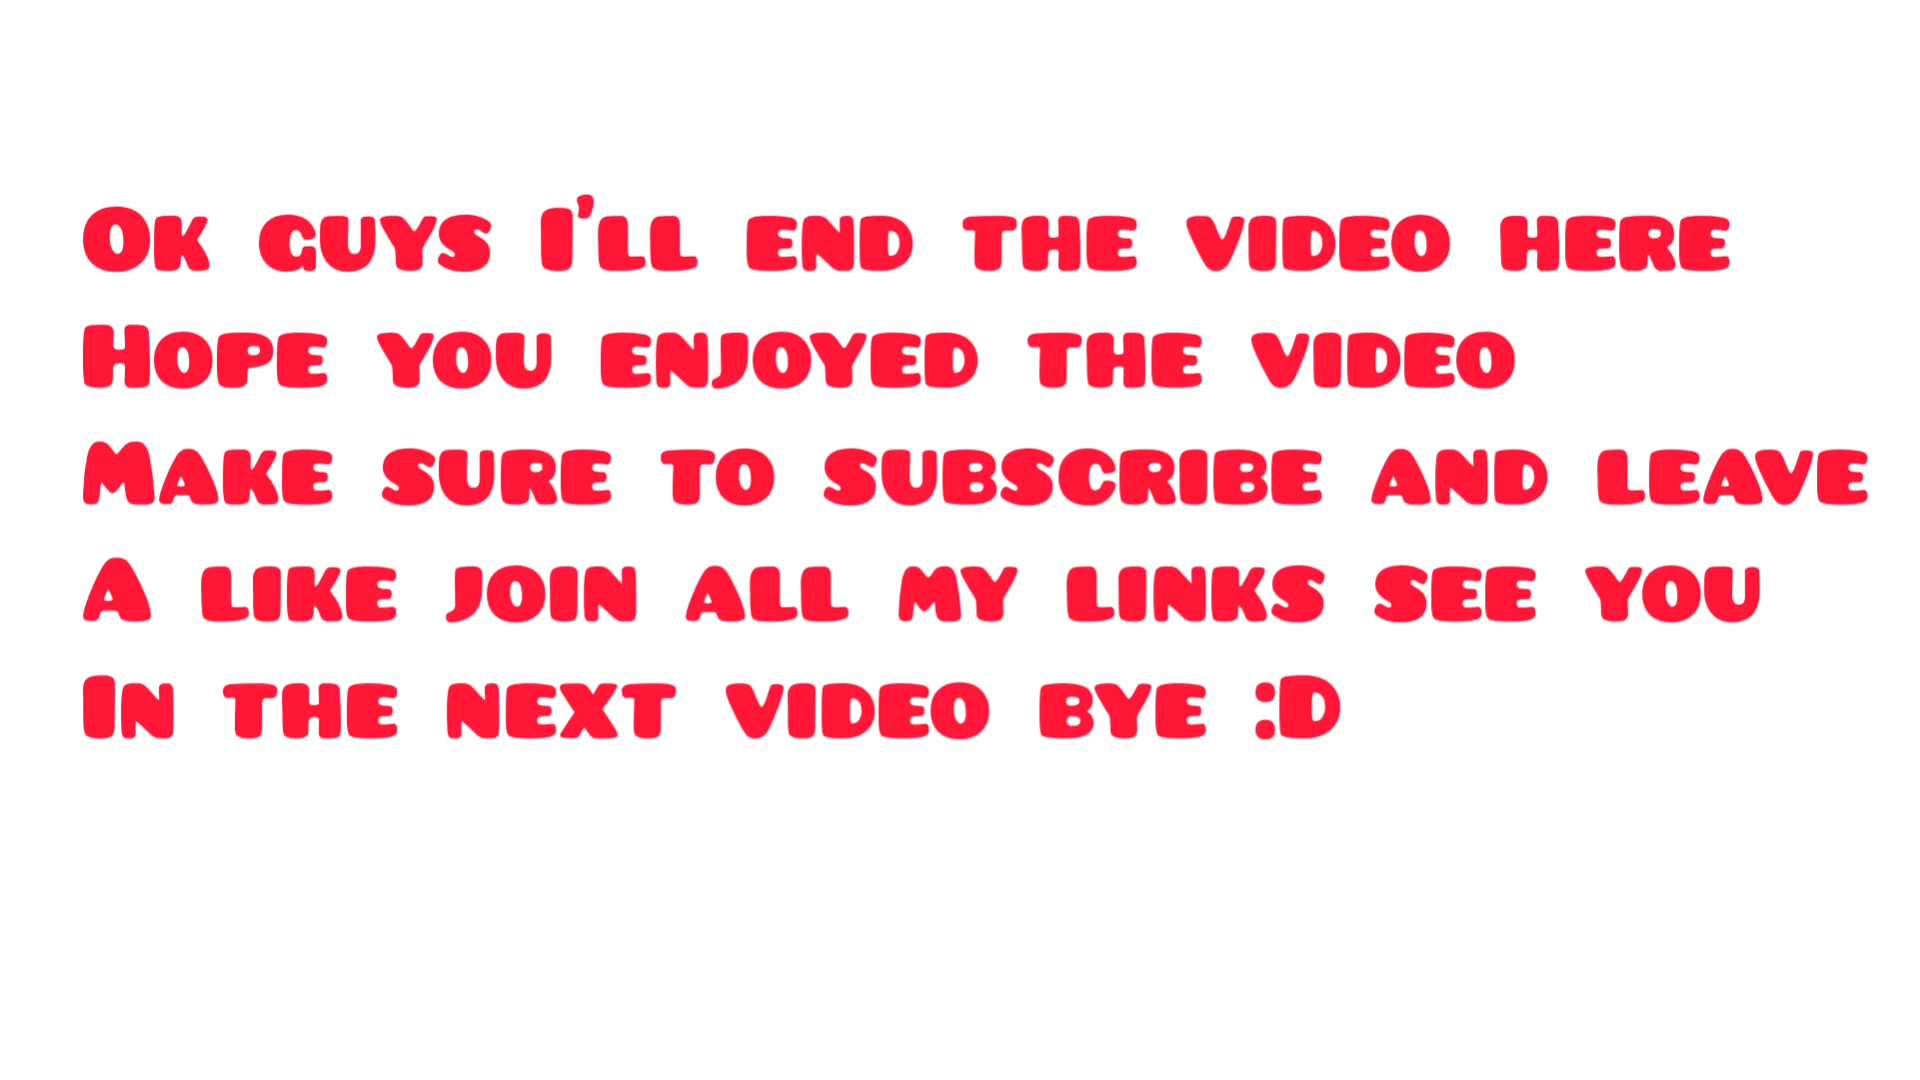 Ok guys I'll end the video here
Hope you enjoyed the video
Make sure to subscribe and leave
A like join all my links see you
In the next video bye :D